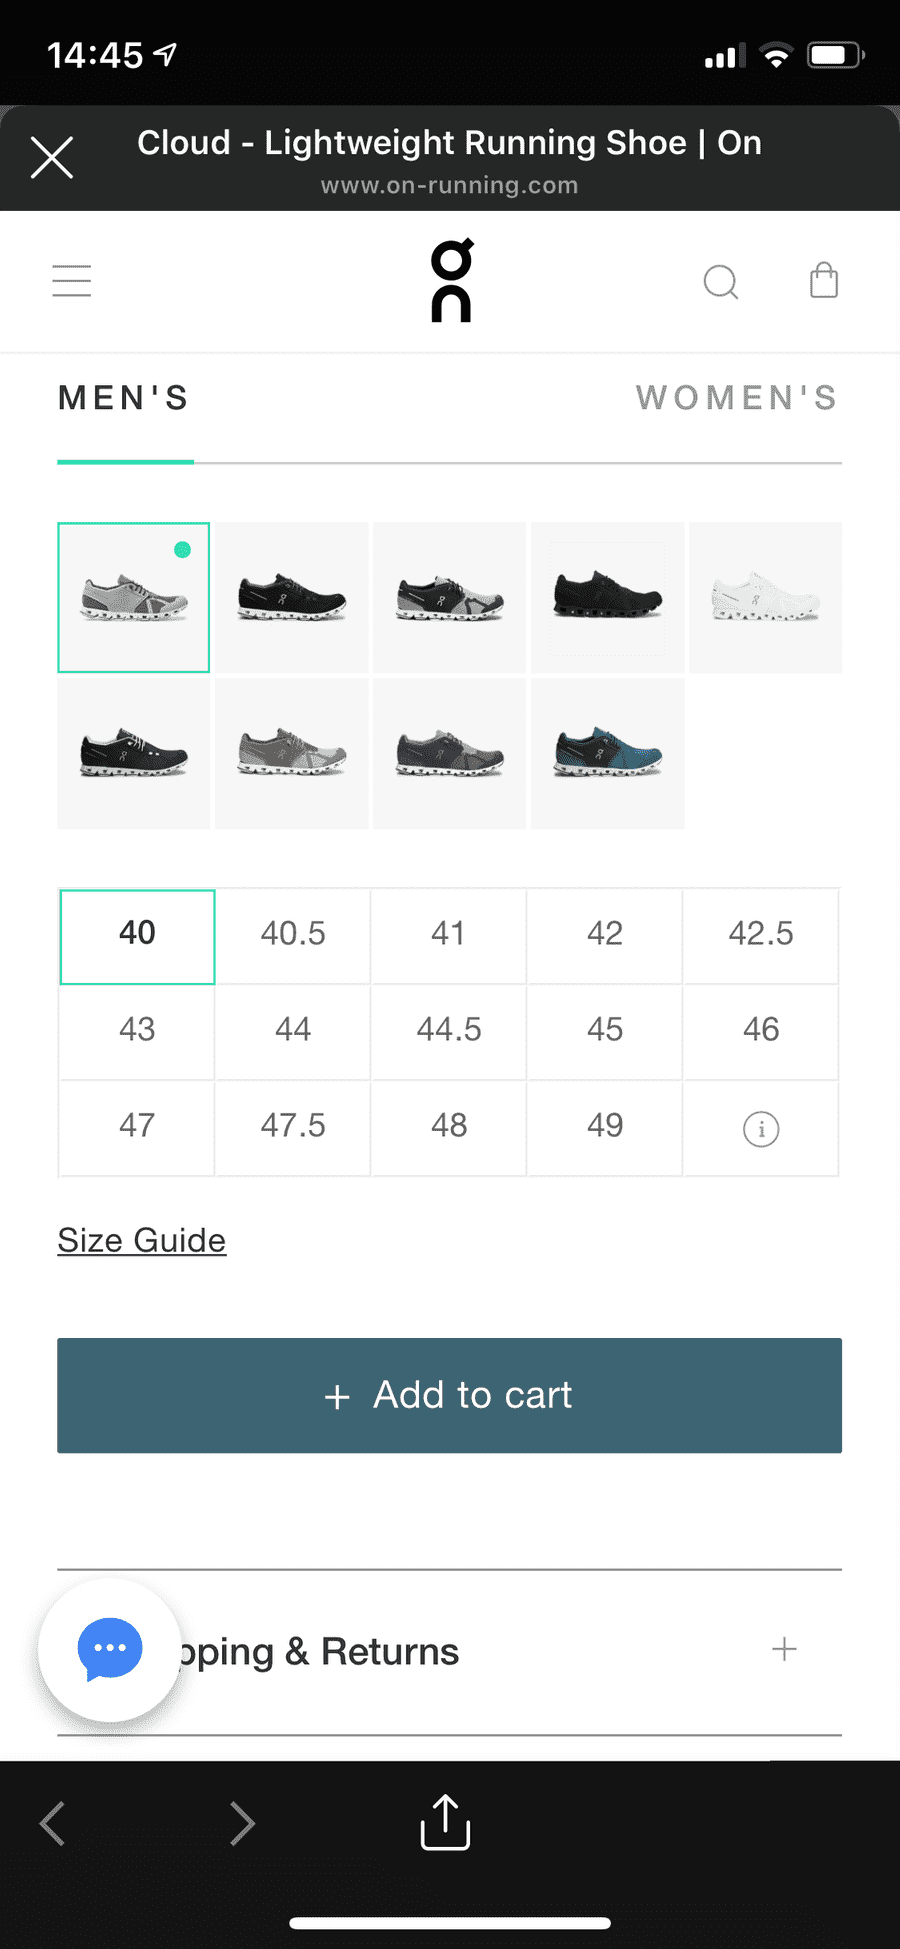 14:45
Cloud - Lightweight Running Shoe | On
www.on-running.com
on
MEN'S
WOMEN'S
40
40.5
41
42
42.5
43
44
44.5
45
46
47
47.5
48
49
i
Size Guide
+ Add to cart
pping & Returns +